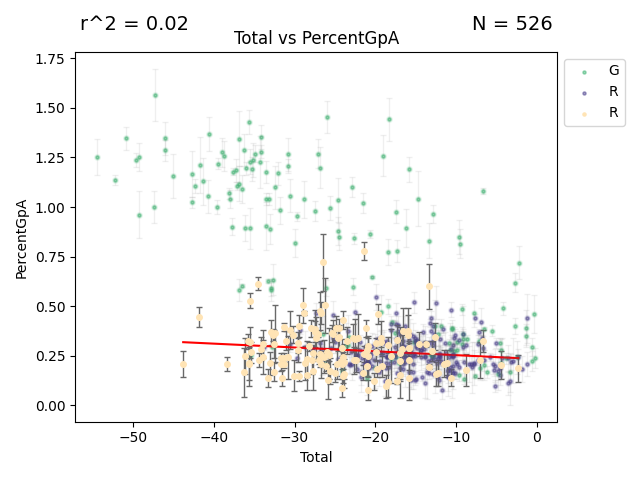 r^2 = 0.02
N = 526
Total vs PercentGpA
1.75
1.50
1.25
1.00
0.75
0.50
0.25
0.00
PercentGpA
−50
−40
−30
−20
−10
0
Total
G
R
R